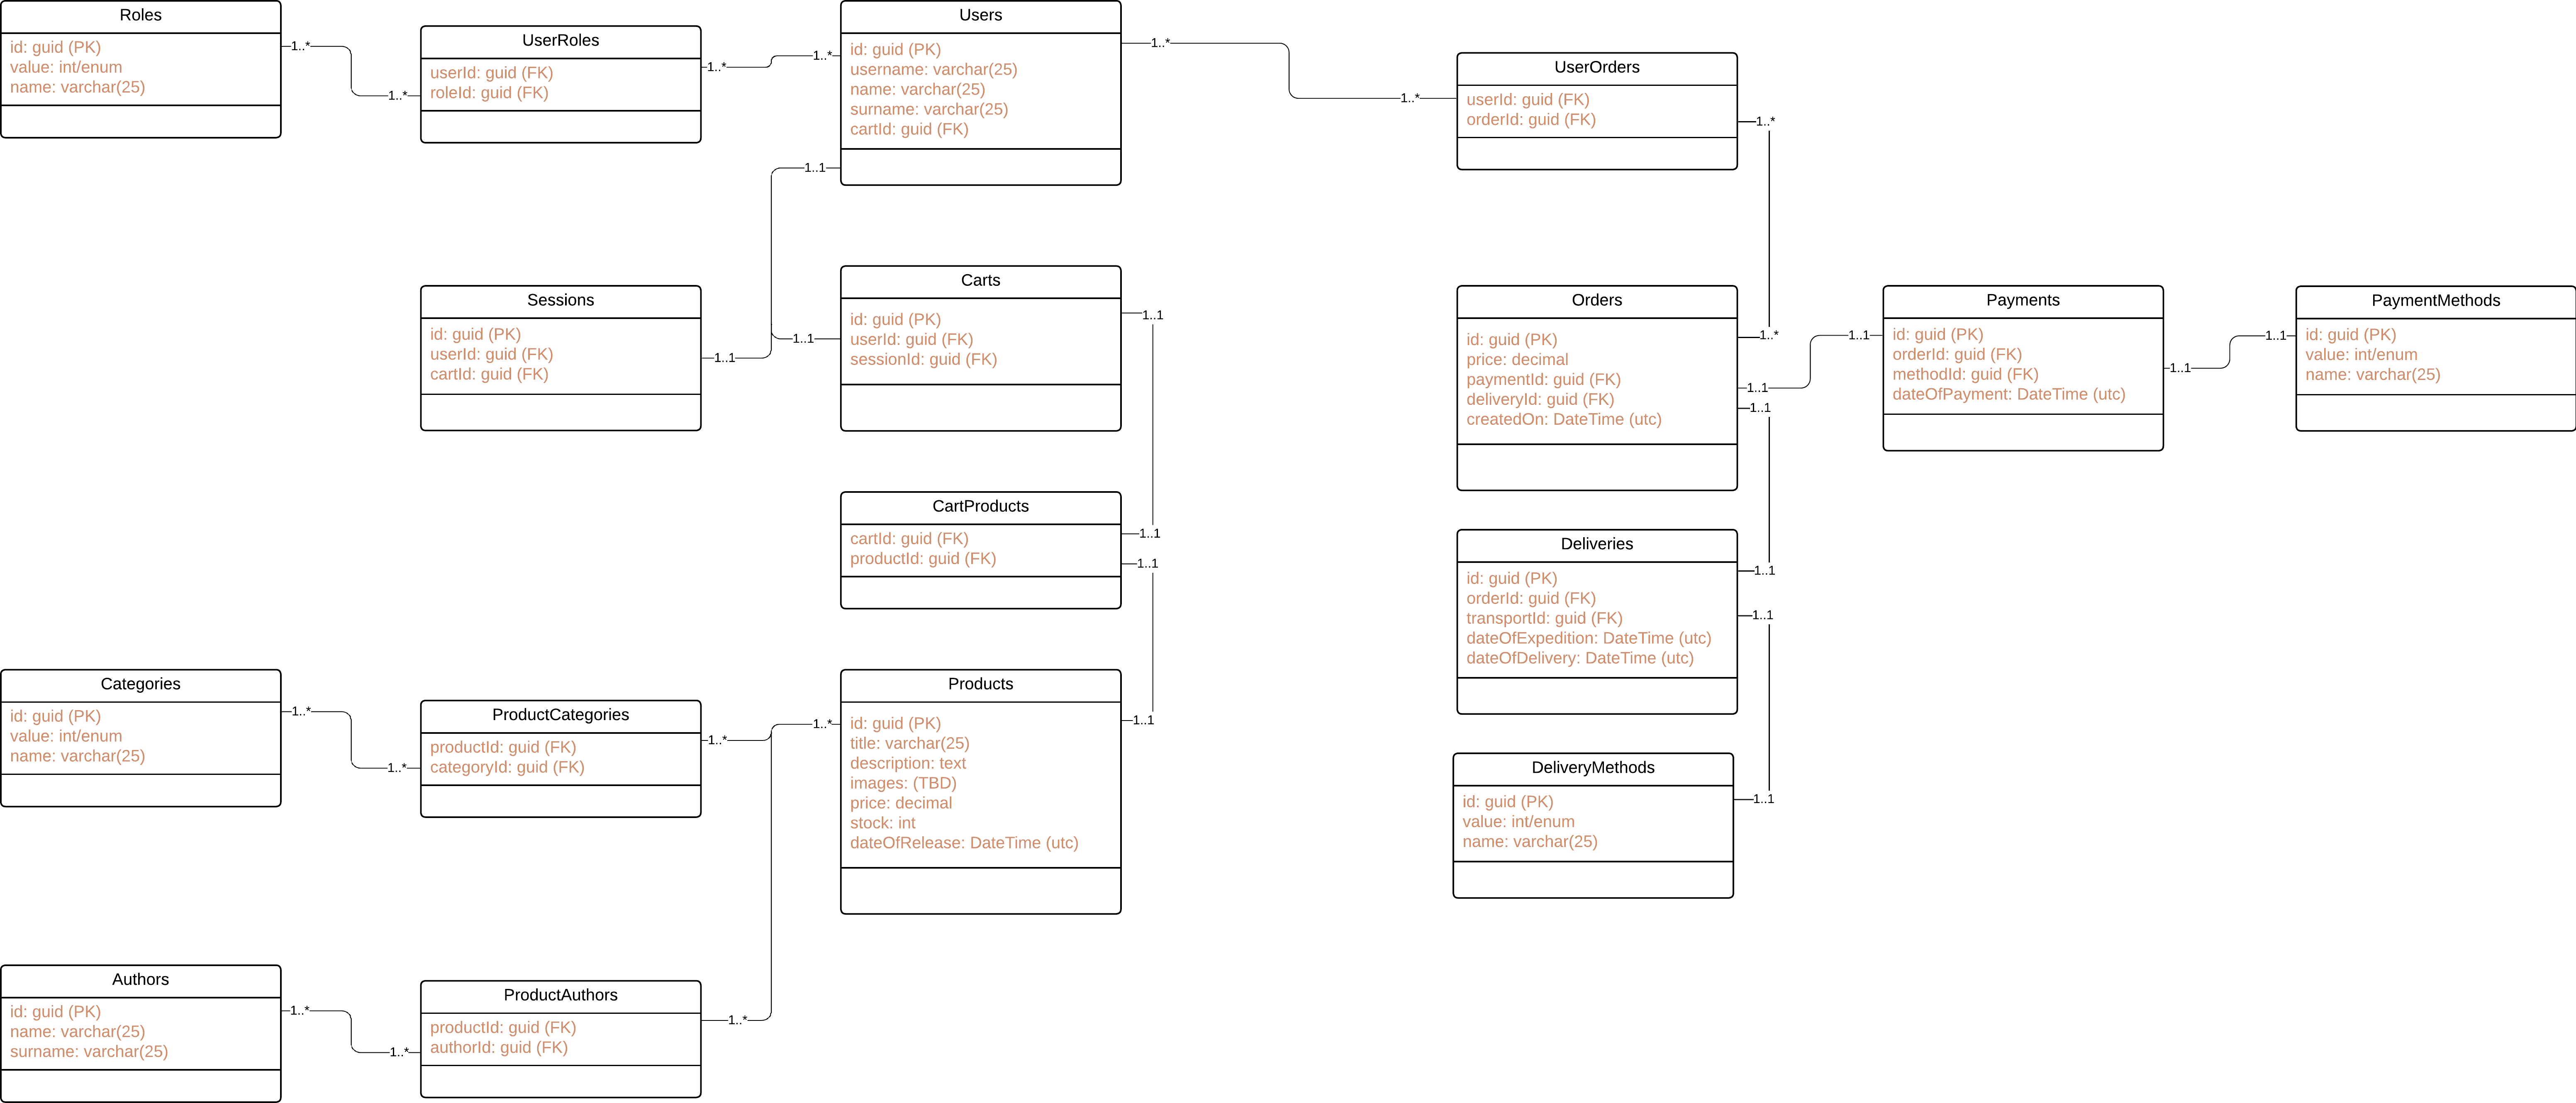 Roles
id: guid (PK)
value: int/enum
name: varchar(25)
1..*
1..*
UserRoles
userId: guid (FK)
roleId: guid (FK)
1..*
1..*
Users
id: guid (PK)
username: varchar(25)
name: varchar(25)
surname: varchar(25)
cartId: guid (FK)
1..*
1..*
1..1
UserOrders
userId: guid (FK)
orderId: guid (FK)
1..*
Sessions
id: guid (PK)
userId: guid (FK)
cartId: guid (FK)
1..1
1..1
Carts
id: guid (PK)
userId: guid (FK)
sessionId: guid (FK)
1..1
Orders
id: guid (PK)
price: decimal
paymentId: guid (FK)
deliveryId: guid (FK)
createdOn: DateTime (utc)
1..*
1..1
1..1
1..1
Payments
id: guid (PK)
orderId: guid (FK)
methodId: guid (FK)
dateOfPayment: DateTime (utc)
1..1
1..1
PaymentMethods
id: guid (PK)
value: int/enum
name: varchar(25)
CartProducts
cartId: guid (FK)
productId: guid (FK)
1..1
1..1
Deliveries
id: guid (PK)
orderId: guid (FK)
transportId: guid (FK)
dateOfExpedition: DateTime (utc)
dateOfDelivery: DateTime (utc)
1..1
1..1
Categories
id: guid (PK)
value: int/enum
name: varchar(25)
1..*
1..*
ProductCategories
productId: guid (FK)
categoryId: guid (FK)
1..*
1..*
Products
id: guid (PK)
title: varchar(25)
description: text
images: (TBD)
price: decimal
stock: int
dateOfRelease: DateTime (utc)
1..1
DeliveryMethods
id: guid (PK)
value: int/enum
name: varchar(25)
1..1
Authors
id: guid (PK)
name: varchar(25)
surname: varchar(25)
1..*
1..*
ProductAuthors
productId: guid (FK)
authorId: guid (FK)
1..*